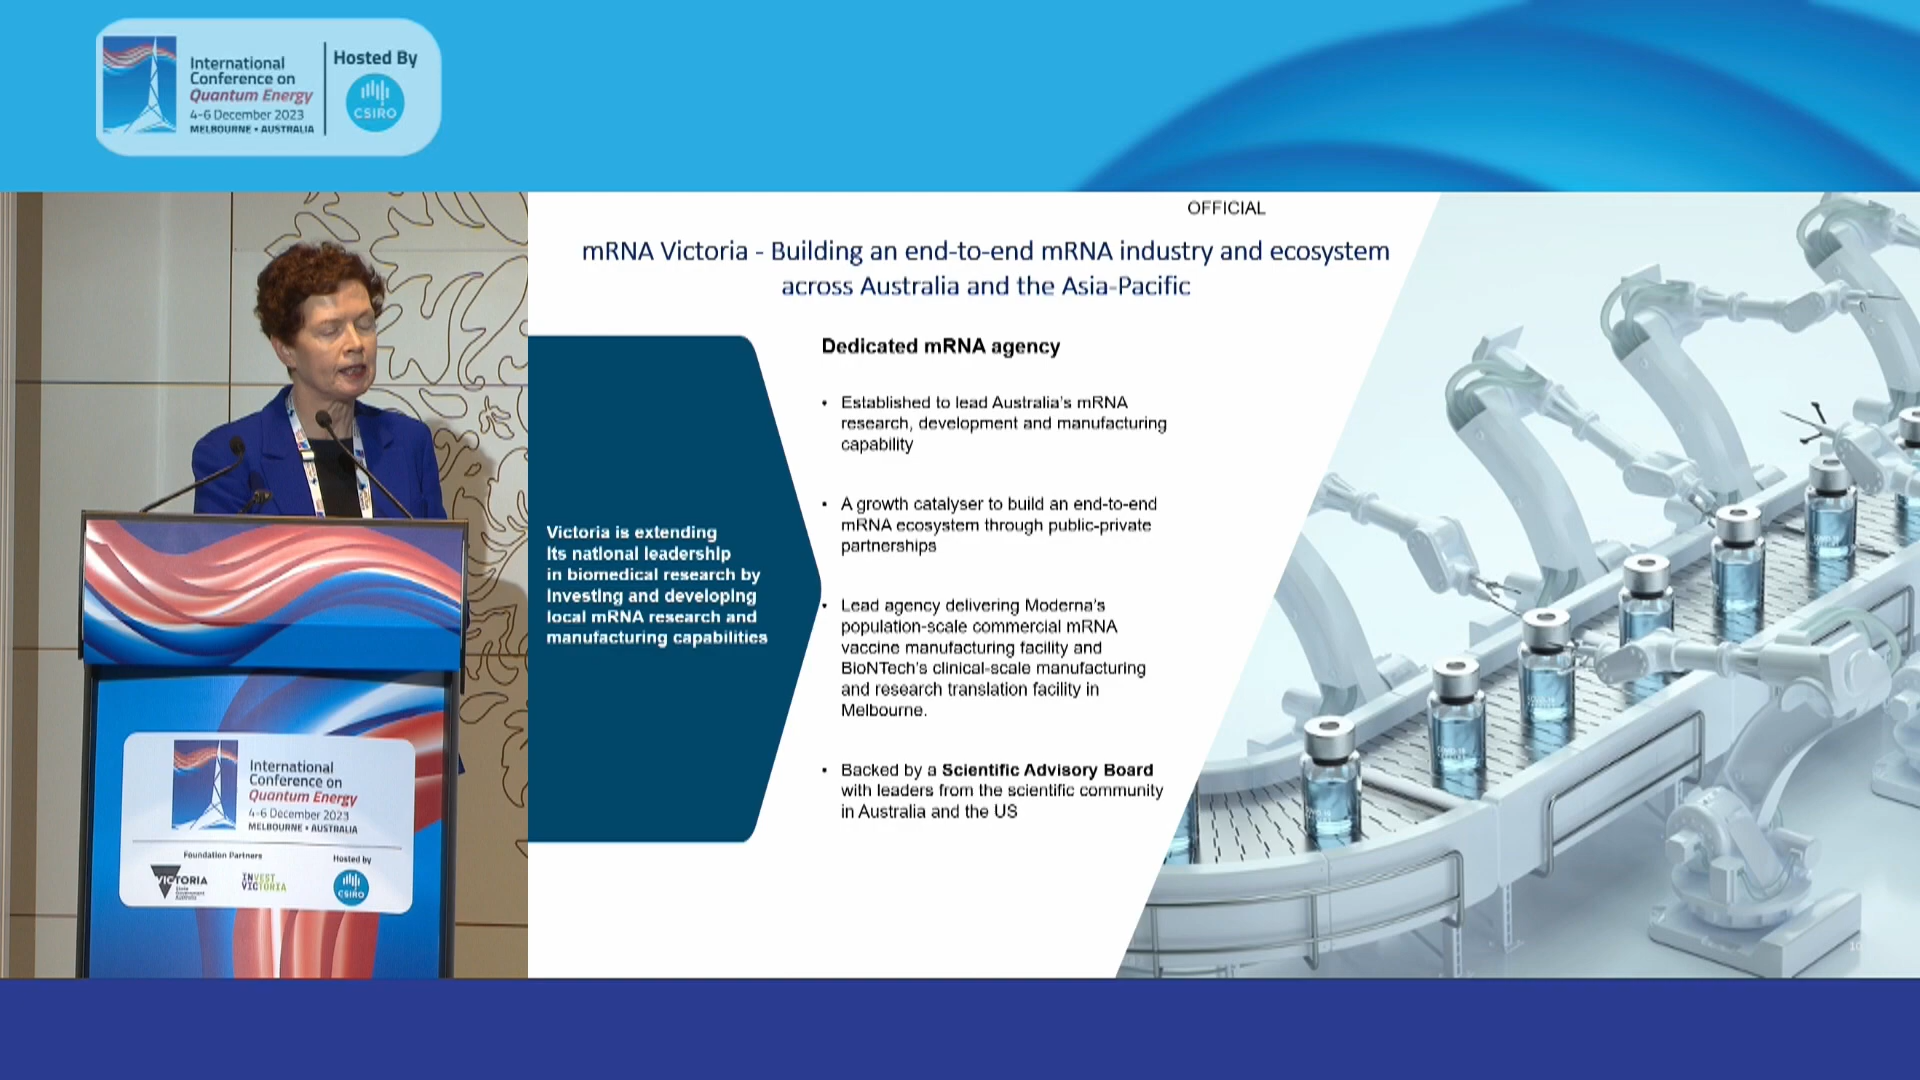 International
Conference on
Quantum Energy
4-6 December 2023
MELBOURNE • AUSTRALIA
Hosted By
CSIRO
OFFICIAL
mRNA Victoria - Building an end-to-end mRNA industry and ecosystem
across Australia and the Asia-Pacific
Victoria is extending
its national leadership
in biomedical research by
investing and developing
local mRNA research and
manufacturing capabilities
Dedicated mRNA agency
• Established to lead Australia's mRNA
research, development and manufacturing
capability
• A growth catalyser to build an end-to-end
mRNA ecosystem through public-private
partnerships
• Lead agency delivering Moderna's
population-scale commercial mRNA
vaccine manufacturing facility and
BioNTech's clinical-scale manufacturing
and research translation facility in
Melbourne.
• Backed by a Scientific Advisory Board
with leaders from the scientific community
in Australia and the US
10
International
Conference on
Quantum Energy
4-6 December 2023
MELBOURNE • AUSTRALIA
Foundation Partners
Hosted by
VICTORIA
State
Government
INVEST
VICTORIA
CSIRO